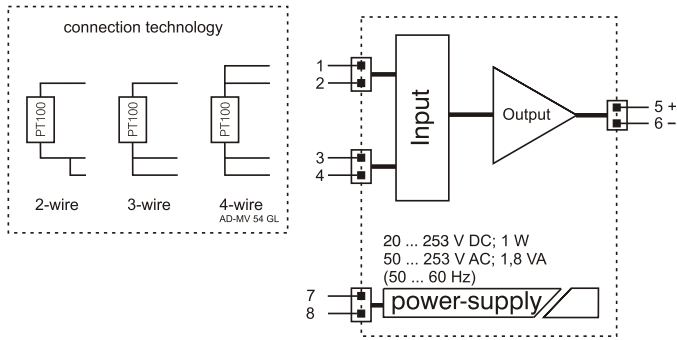 connection technology
PT100
PT100
PT100
2-wire
3-wire
4-wire
AD-MV 54 GL
1
2
3
4
Input
Output
5 +
6 −
20 ... 253 V DC; 1 W
50 ... 253 V AC; 1,8 VA
(50 ... 60 Hz)
7
8
power-supply